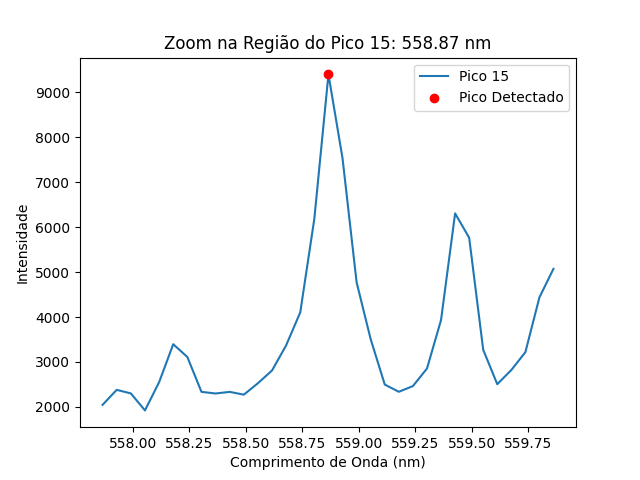 Zoom na Região do Pico 15: 558.87 nm
Pico 15
Pico Detectado
Intensidade
9000
8000
7000
6000
5000
4000
3000
2000
558.00 558.25 558.50 558.75 559.00 559.25 559.50 559.75
Comprimento de Onda (nm)